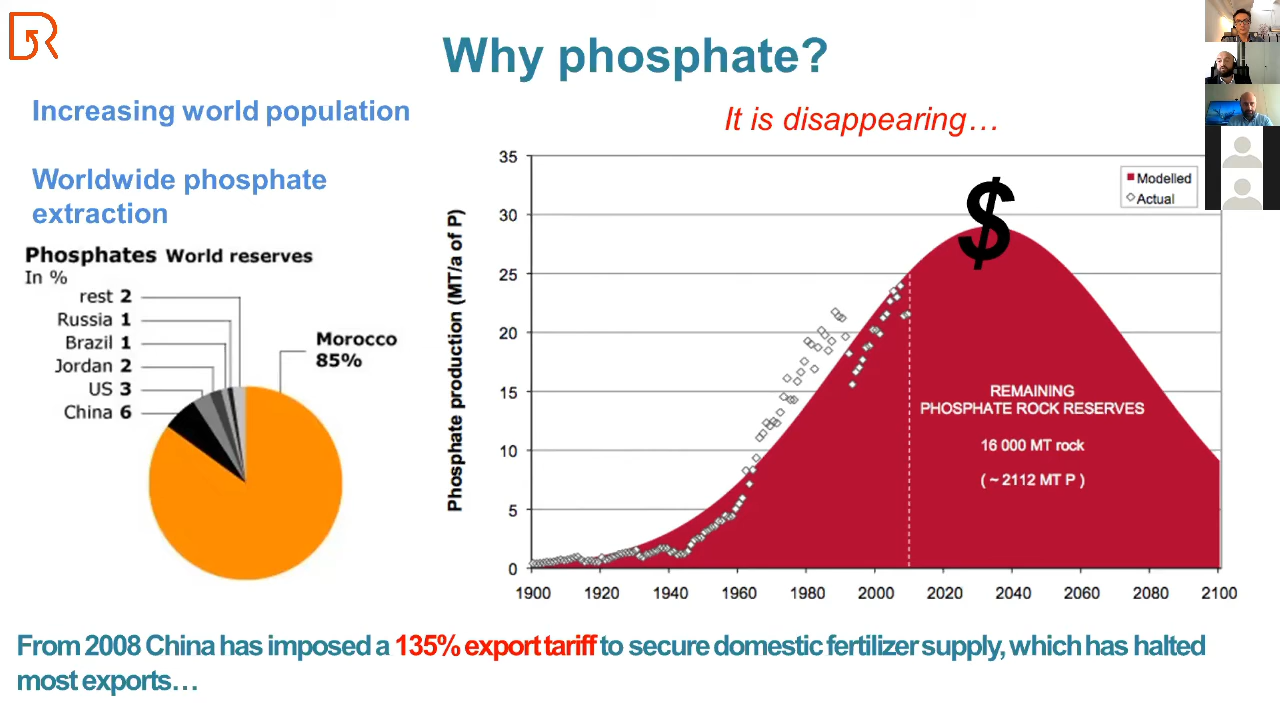 Why phosphate?
Increasing world population
Worldwide phosphate
extraction
Phosphates World reserves
In %
rest 2
Russia 1
Brazil 1
Jordan 2
US 3
China 6
Morocco
85%
It is disappearing…
Phosphate production (MT/a of P)
35
30
25
20
15
10
5
0
1900 1920 1940 1960 1980 2000 2020 2040 2060 2080 2100
Modelled
Actual
$
REMAINING
PHOSPHATE ROCK RESERVES
16 000 MT rock
( ~ 2112 MT P )
From 2008 China has imposed a 135% export tariff to secure domestic fertilizer supply, which has halted
most exports…